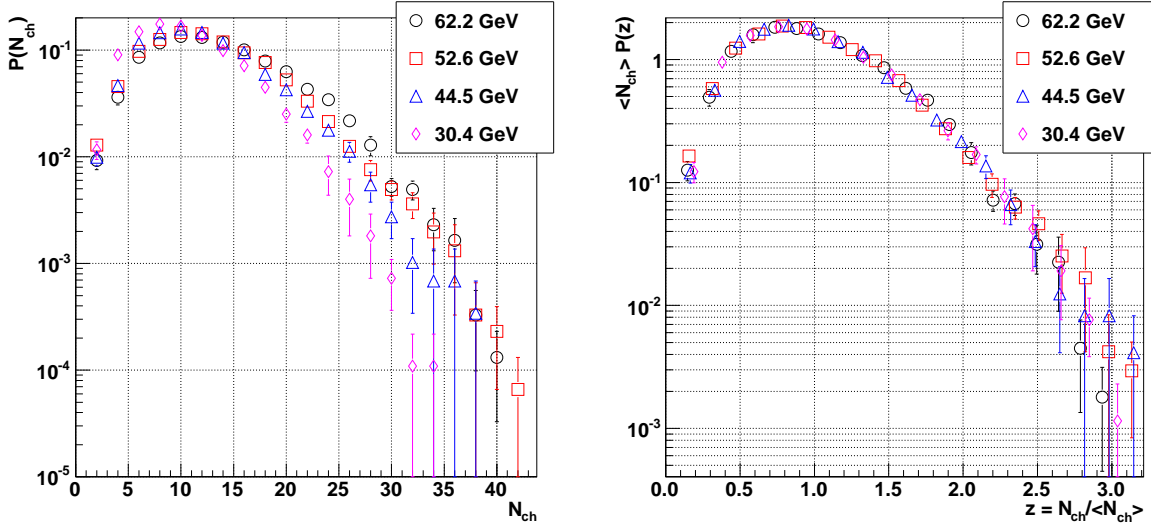 P(N_ch)
10^-1
10^-2
10^-3
10^-4
10^-5
0 5 10 15 20 25 30 35 40
N_ch
62.2 GeV
52.6 GeV
44.5 GeV
30.4 GeV
<N_ch> P(z)
1
10^-1
10^-2
10^-3
0.0 0.5 1.0 1.5 2.0 2.5 3.0
z = N_ch/<N_ch>
62.2 GeV
52.6 GeV
44.5 GeV
30.4 GeV